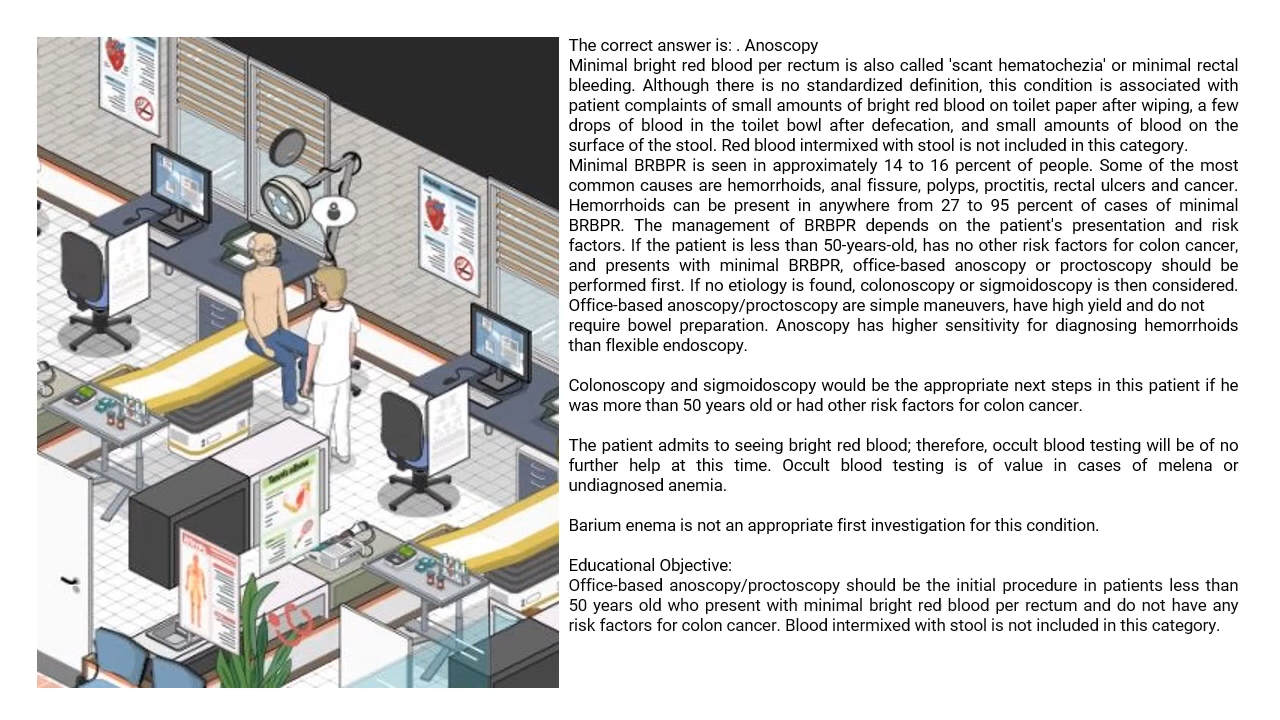 The correct answer is: . Anoscopy
Minimal bright red blood per rectum is also called 'scant hematochezia' or minimal rectal
bleeding. Although there is no standardized definition, this condition is associated with
patient complaints of small amounts of bright red blood on toilet paper after wiping, a few
drops of blood in the toilet bowl after defecation, and small amounts of blood on the
surface of the stool. Red blood intermixed with stool is not included in this category.
Minimal BRBPR is seen in approximately 14 to 16 percent of people. Some of the most
common causes are hemorrhoids, anal fissure, polyps, proctitis, rectal ulcers and cancer.
Hemorrhoids can be present in anywhere from 27 to 95 percent of cases of minimal
BRBPR. The management of BRBPR depends on the patient's presentation and risk
factors. If the patient is less than 50-years-old, has no other risk factors for colon cancer,
and presents with minimal BRBPR, office-based anoscopy or proctoscopy should be
performed first. If no etiology is found, colonoscopy or sigmoidoscopy is then considered.
Office-based anoscopy/proctoscopy are simple maneuvers, have high yield and do not
require bowel preparation. Anoscopy has higher sensitivity for diagnosing hemorrhoids
than flexible endoscopy.
Colonoscopy and sigmoidoscopy would be the appropriate next steps in this patient if he
was more than 50 years old or had other risk factors for colon cancer.
The patient admits to seeing bright red blood; therefore, occult blood testing will be of no
further help at this time. Occult blood testing is of value in cases of melena or
undiagnosed anemia.
Barium enema is not an appropriate first investigation for this condition.
Educational Objective:
Office-based anoscopy/proctoscopy should be the initial procedure in patients less than
50 years old who present with minimal bright red blood per rectum and do not have any
risk factors for colon cancer. Blood intermixed with stool is not included in this category.
Tennis elbow